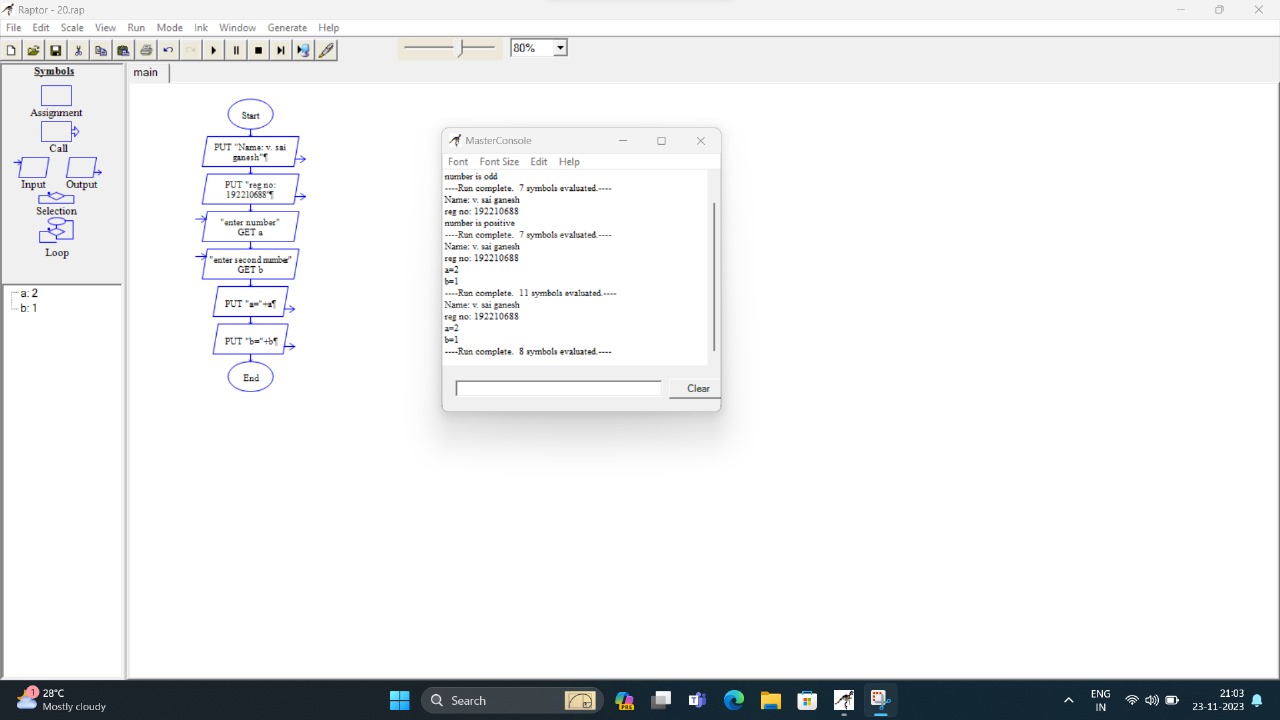 Raptor - 20.rap
File Edit Scale View Run Mode Ink Window Generate Help
80%
Symbols
Assignment
Call
Input Output
Selection
Loop
a: 2
b: 1
main
Start
PUT "Name: v. sai
ganesh"¶
PUT "reg no:
192210688"¶
"enter number"
GET a
"enter second number"
GET b
PUT "a="+a¶
PUT "b="+b¶
End
MasterConsole
Font Font Size Edit Help
number is odd
----Run complete. 7 symbols evaluated.----
Name: v. sai ganesh
reg no: 192210688
number is positive
----Run complete. 7 symbols evaluated.----
Name: v. sai ganesh
reg no: 192210688
a=2
b=1
----Run complete. 11 symbols evaluated.----
Name: v. sai ganesh
reg no: 192210688
a=2
b=1
----Run complete. 8 symbols evaluated.----
Clear
1
28°C
Mostly cloudy
Search
PRE
ENG
IN
21:03
23-11-2023